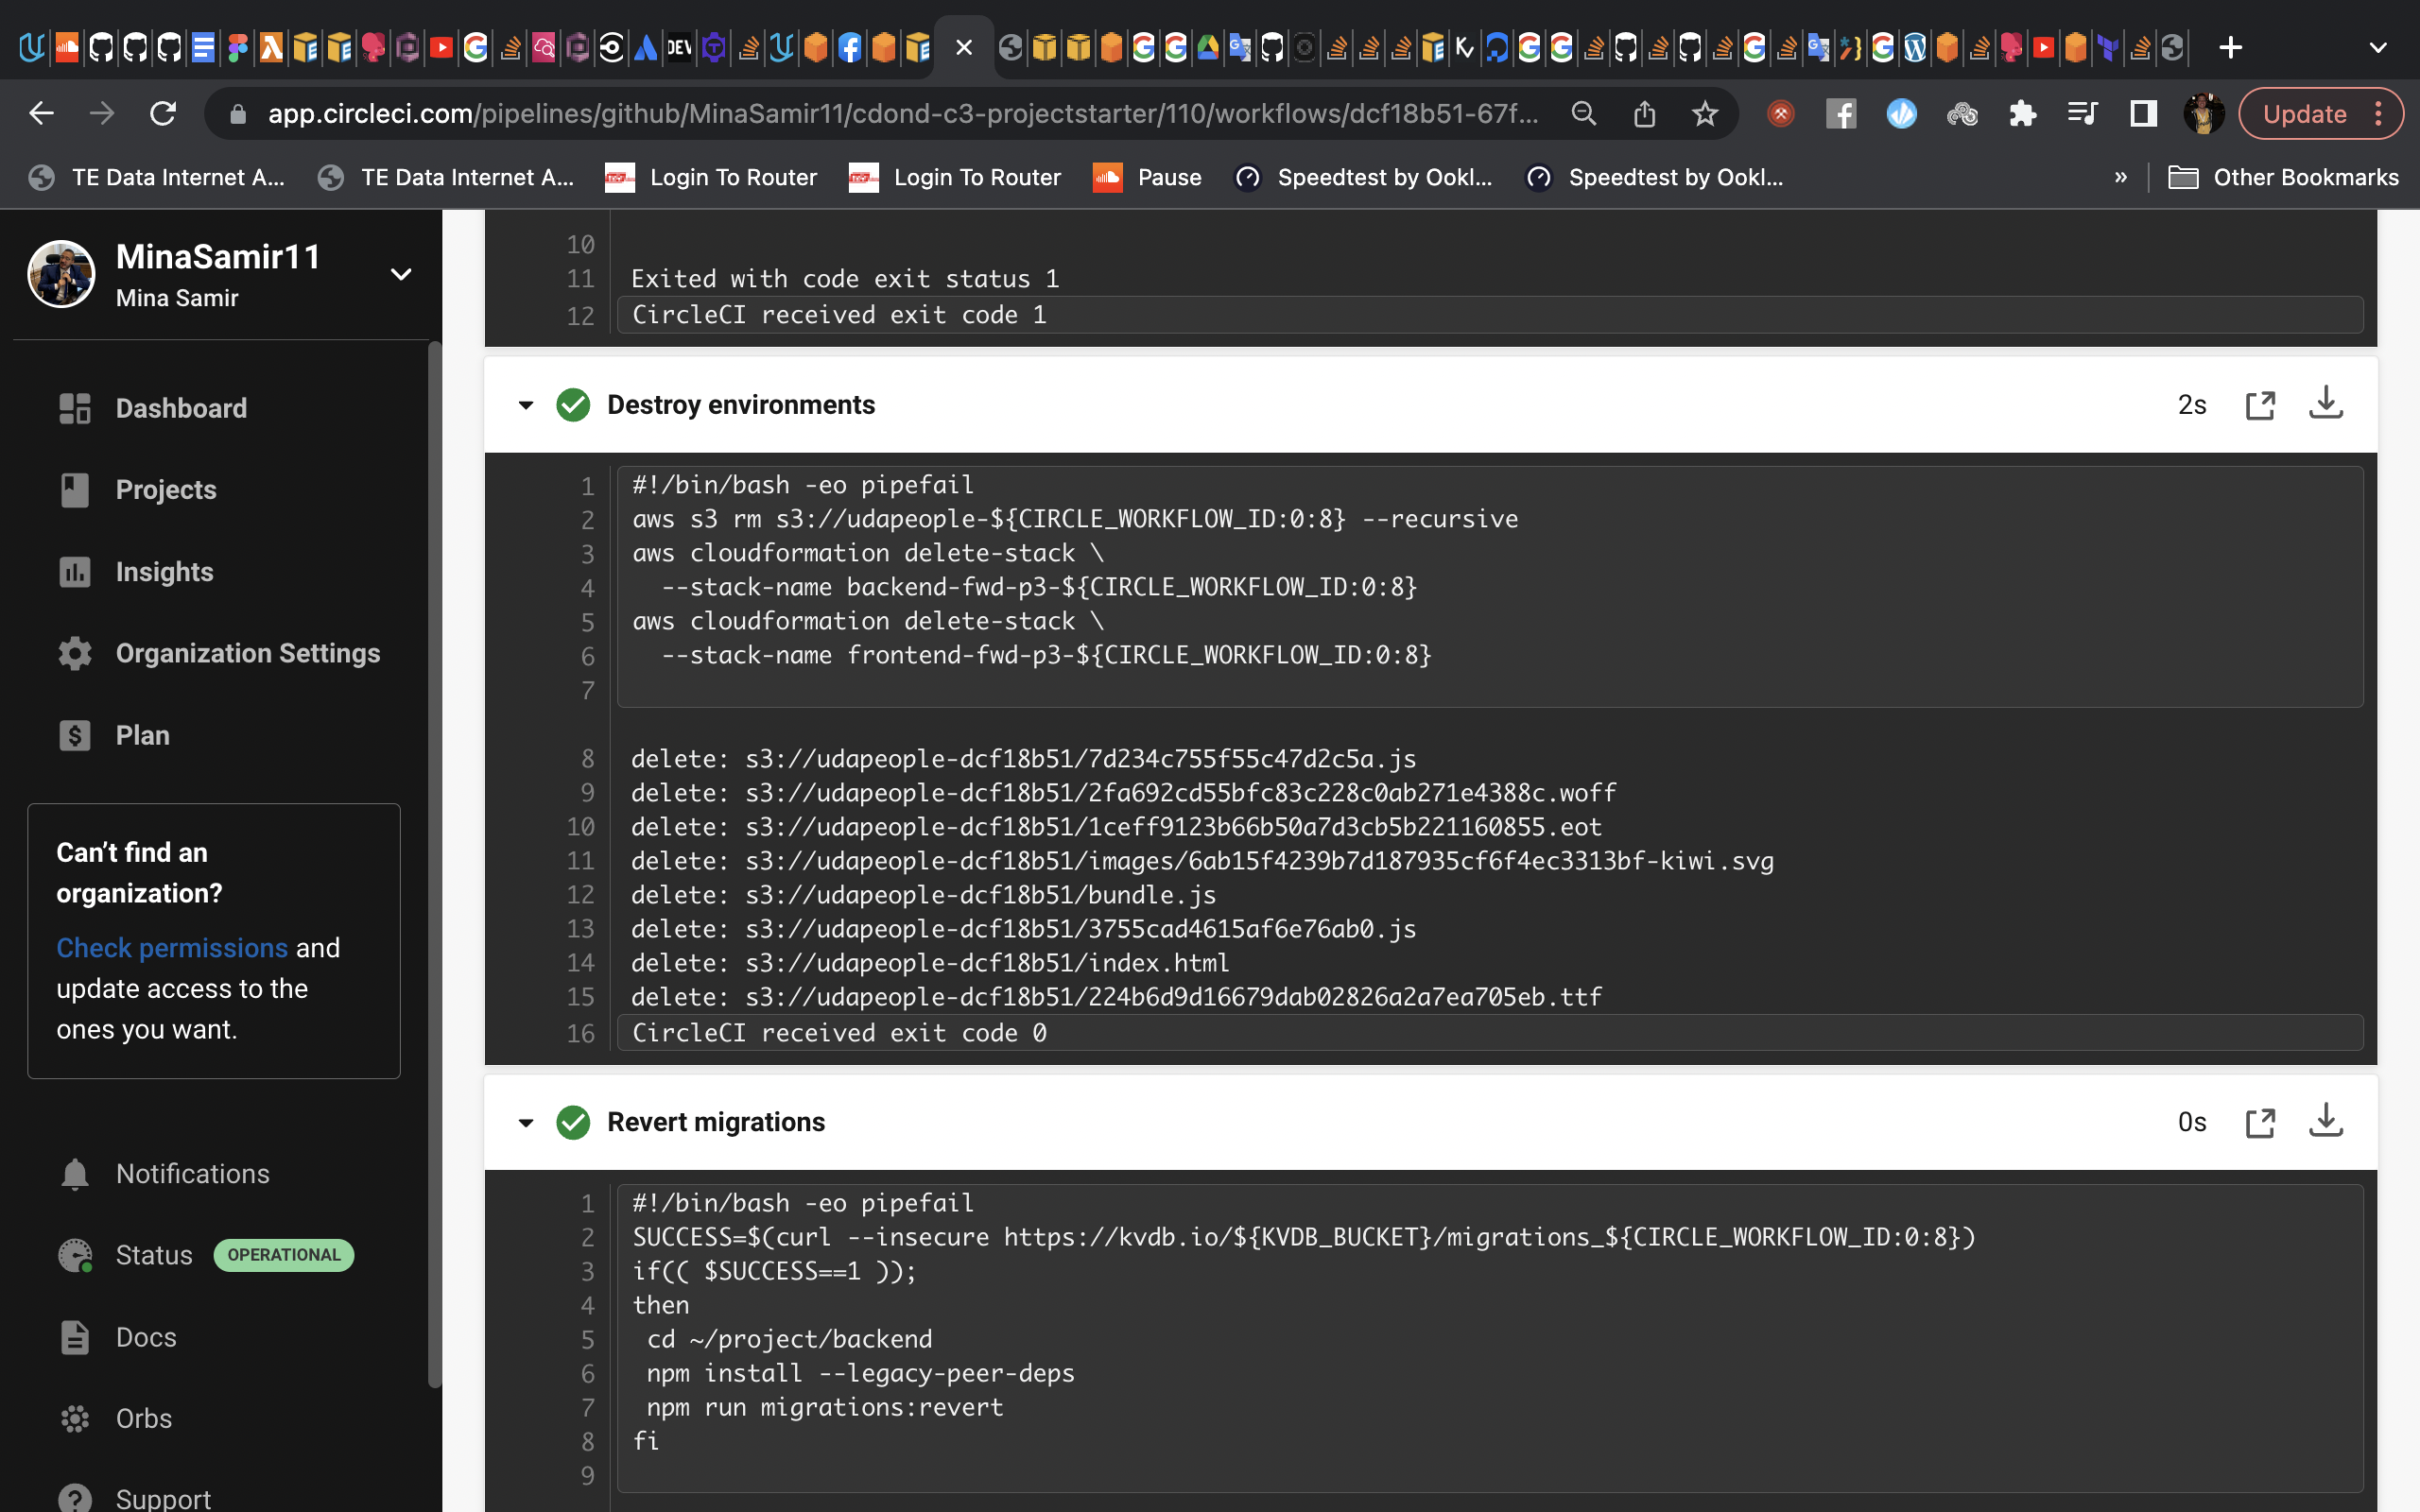 DEV
app.circleci.com/pipelines/github/MinaSamir11/cdond-c3-projectstarter/110/workflows/dcf18b51-67f...
Update
TE Data Internet A...
TE Data Internet A...
Login To Router
Login To Router
Pause
Speedtest by Ookl...
Speedtest by Ookl...
»
Other Bookmarks
MinaSamir11
Mina Samir
Dashboard
Projects
Insights
Organization Settings
Plan
Can’t find an
organization?
Check permissions and
update access to the
ones you want.
Notifications
Status OPERATIONAL
Docs
Orbs
Support
10
11 Exited with code exit status 1
12 CircleCI received exit code 1
Destroy environments 2s
1 #!/bin/bash -eo pipefail
2 aws s3 rm s3://udapeople-${CIRCLE_WORKFLOW_ID:0:8} --recursive
3 aws cloudformation delete-stack \
4 --stack-name backend-fwd-p3-${CIRCLE_WORKFLOW_ID:0:8}
5 aws cloudformation delete-stack \
6 --stack-name frontend-fwd-p3-${CIRCLE_WORKFLOW_ID:0:8}
7
8 delete: s3://udapeople-dcf18b51/7d234c755f55c47d2c5a.js
9 delete: s3://udapeople-dcf18b51/2fa692cd55bfc83c228c0ab271e4388c.woff
10 delete: s3://udapeople-dcf18b51/1ceff9123b66b50a7d3cb5b221160855.eot
11 delete: s3://udapeople-dcf18b51/images/6ab15f4239b7d187935cf6f4ec3313bf-kiwi.svg
12 delete: s3://udapeople-dcf18b51/bundle.js
13 delete: s3://udapeople-dcf18b51/3755cad4615af6e76ab0.js
14 delete: s3://udapeople-dcf18b51/index.html
15 delete: s3://udapeople-dcf18b51/224b6d9d16679dab02826a2a7ea705eb.ttf
16 CircleCI received exit code 0
Revert migrations 0s
1 #!/bin/bash -eo pipefail
2 SUCCESS=$(curl --insecure https://kvdb.io/${KVDB_BUCKET}/migrations_${CIRCLE_WORKFLOW_ID:0:8})
3 if(( $SUCCESS==1 ));
4 then
5 cd ~/project/backend
6 npm install --legacy-peer-deps
7 npm run migrations:revert
8 fi
9